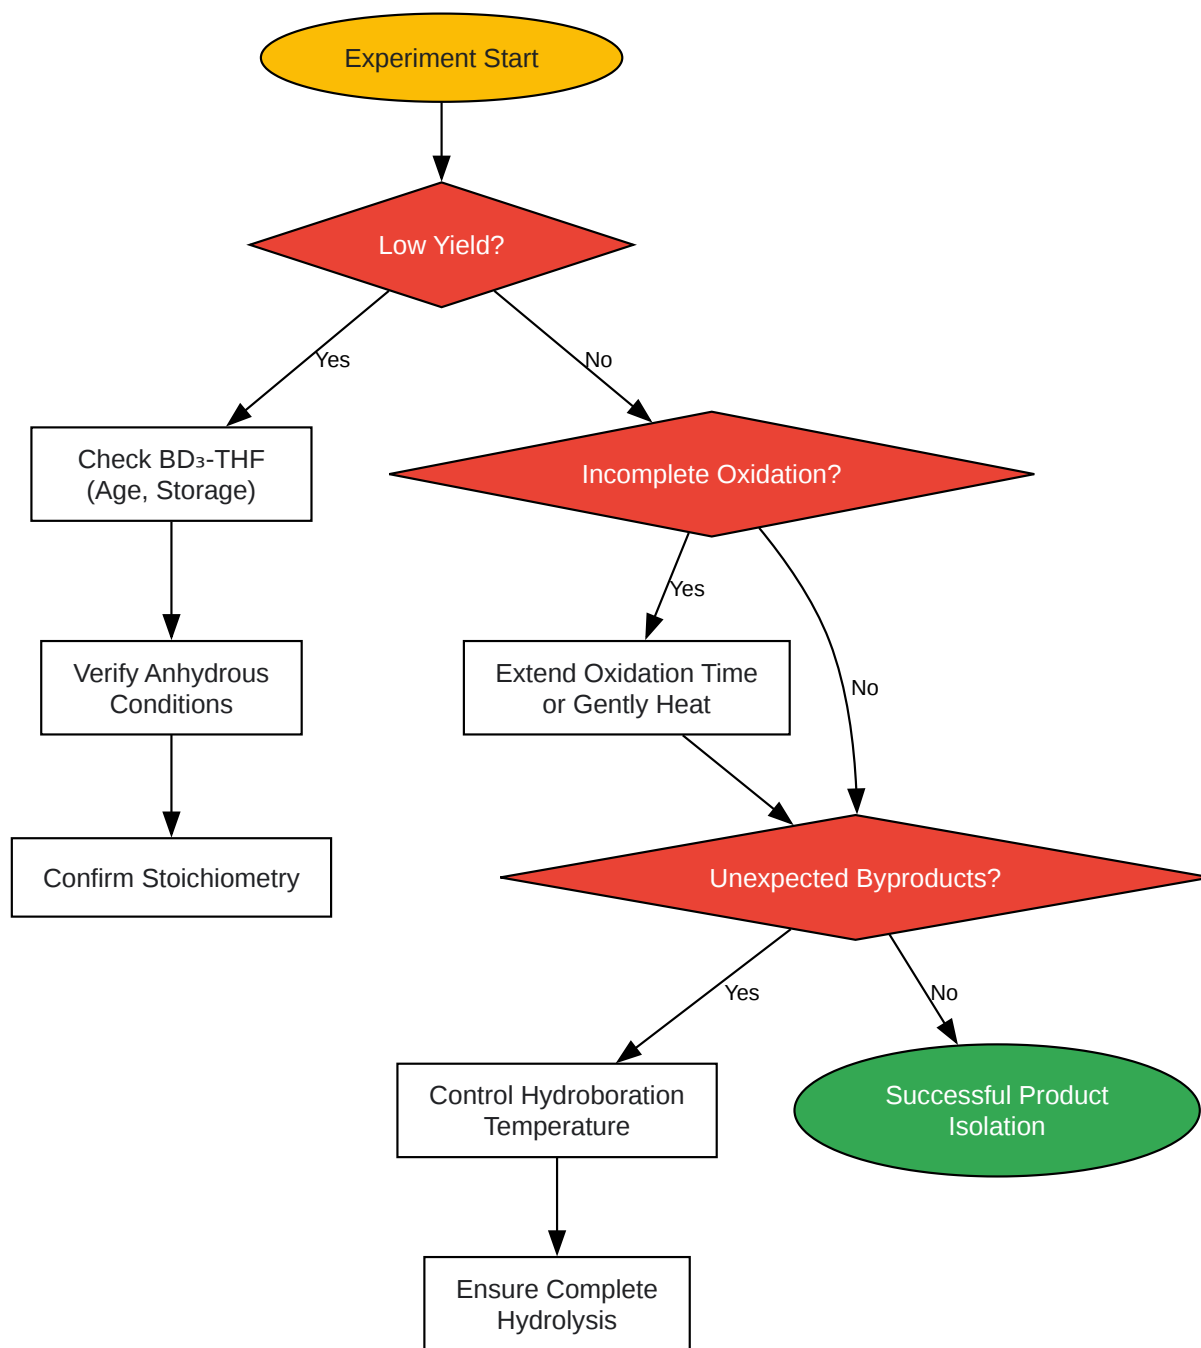 Experiment Start
Low Yield?
Yes
No
Check BD₃-THF
(Age, Storage)
Incomplete Oxidation?
Yes
Verify Anhydrous
Conditions
Extend Oxidation Time
or Gently Heat
No
Confirm Stoichiometry
Unexpected Byproducts?
Yes
No
Control Hydroboration
Temperature
Successful Product
Isolation
Ensure Complete
Hydrolysis